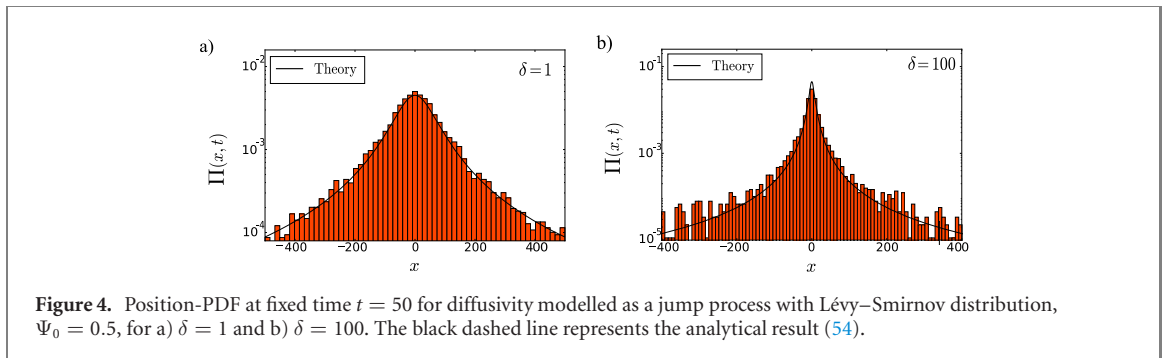 a)
10⁻²
Theory
δ=1
Π(x, t)
10⁻³
10⁻⁴
−400 −200 0 200 400
x
b)
10⁻¹
Theory
δ=100
Π(x, t)
10⁻³
10⁻⁵
−400 −200 0 200 400
x
Figure 4. Position-PDF at fixed time t = 50 for diffusivity modelled as a jump process with Lévy–Smirnov distribution,
Ψ₀ = 0.5, for a) δ = 1 and b) δ = 100. The black dashed line represents the analytical result (54).